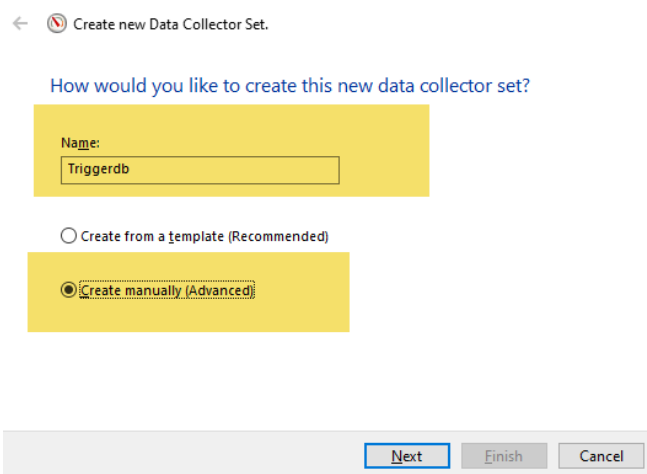 Create new Data Collector Set.
How would you like to create this new data collector set?
Name:
Triggerdb
Create from a template (Recommended)
Create manually (Advanced)
Next Finish Cancel